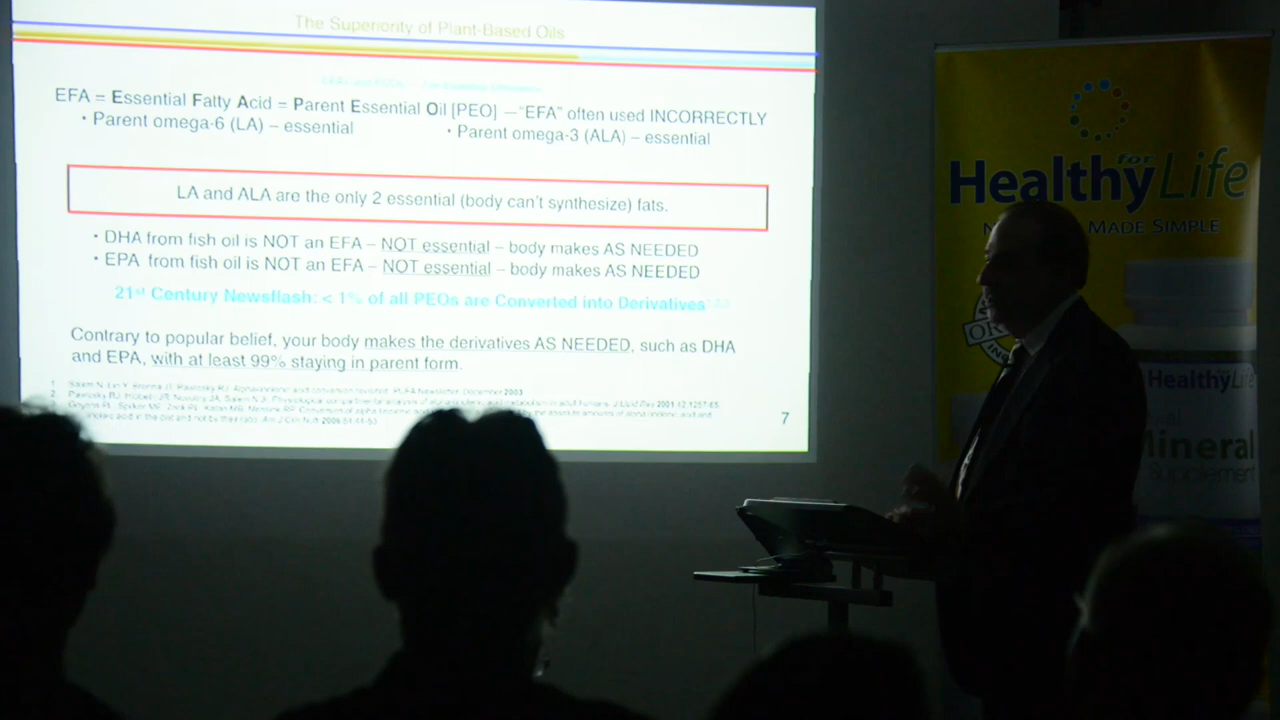 The Superiority of Plant-Based Oils
EFA = Essential Fatty Acid = Parent Essential Oil [PEO] — "EFA" often used INCORRECTLY
• Parent omega-6 (LA) – essential • Parent omega-3 (ALA) – essential
LA and ALA are the only 2 essential (body can't synthesize) fats.
• DHA from fish oil is NOT an EFA – NOT essential – body makes AS NEEDED
• EPA from fish oil is NOT an EFA – NOT essential – body makes AS NEEDED
21st Century Newsflash: < 1% of all PEOs are Converted into Derivatives
Contrary to popular belief, your body makes the derivatives AS NEEDED, such as DHA
and EPA, with at least 99% staying in parent form.
7
Healthy for Life
MADE SIMPLE
HealthyLife
Mineral
Supplement